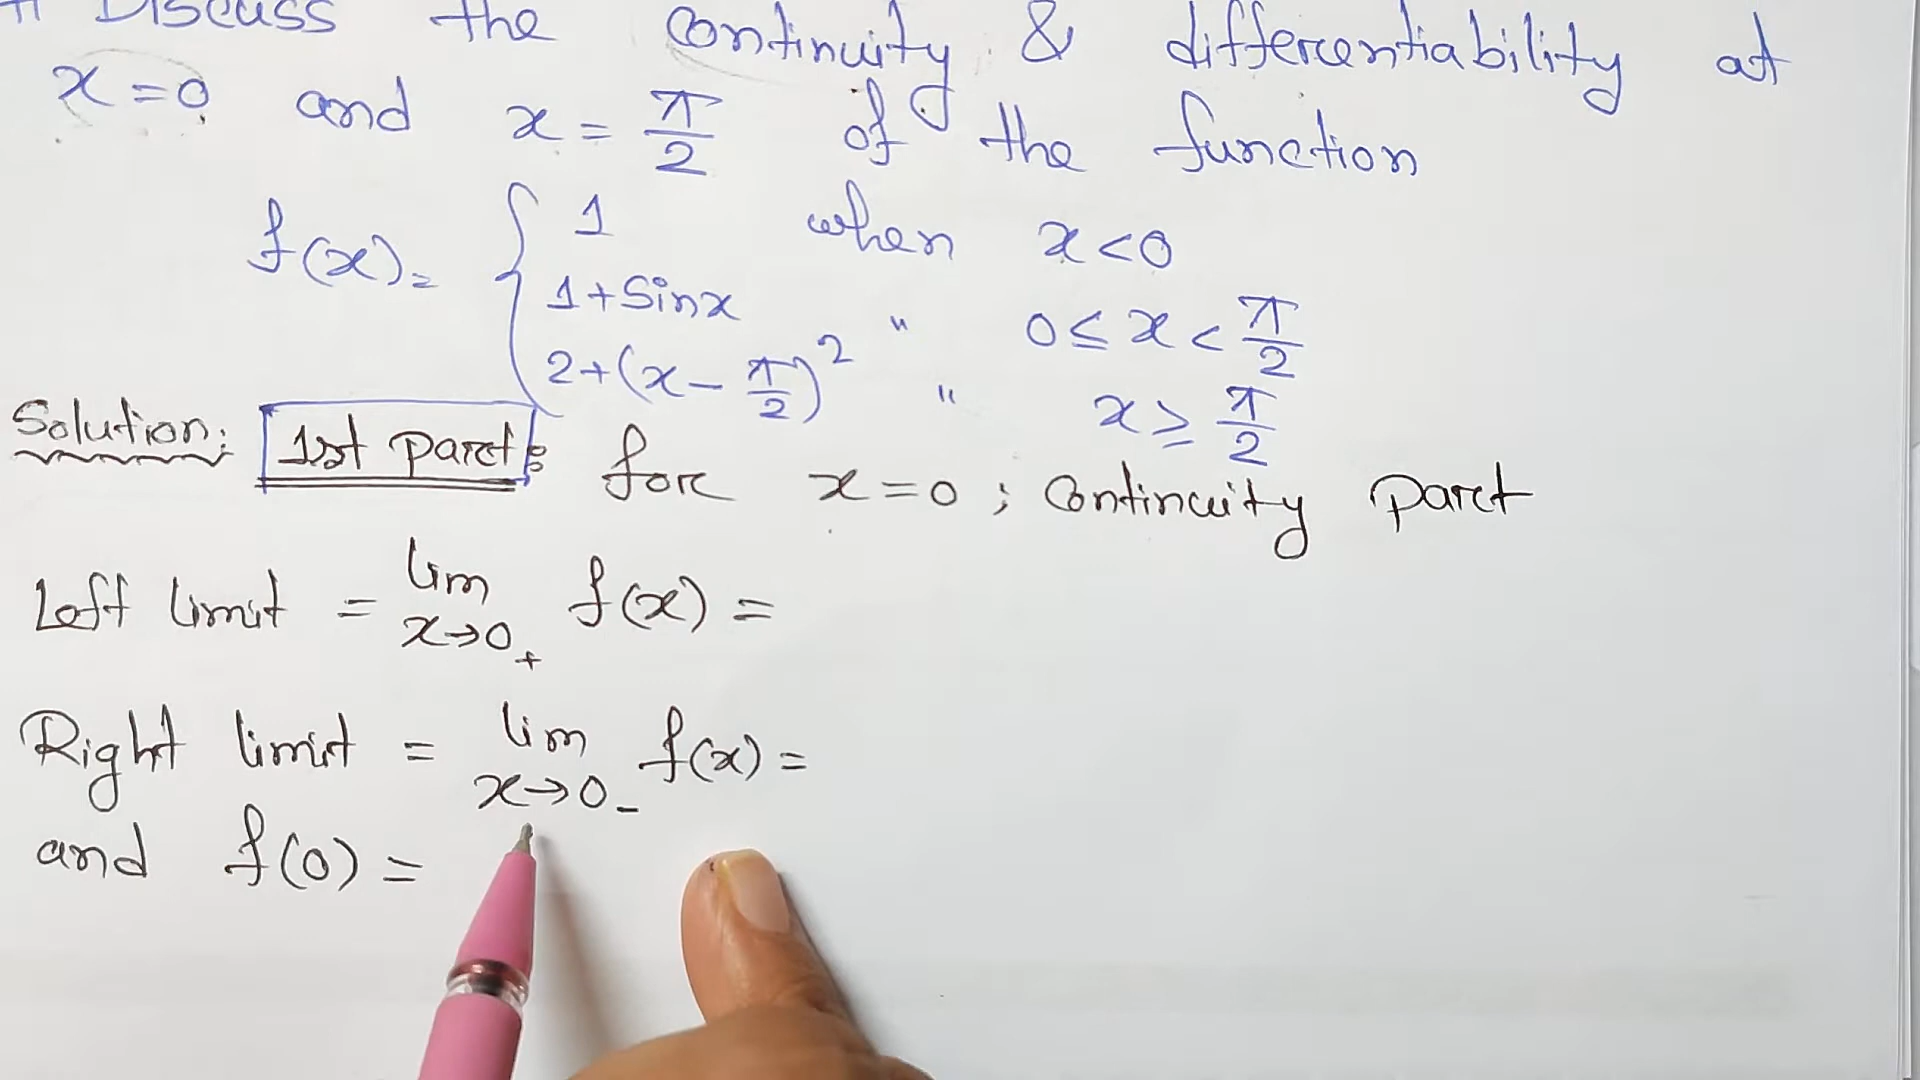 # Discuss the continuity & differentiability at
x=0 and x = π/2 of the function
f(x) = { 1 when x<0
1+Sinx " 0 ≤ x < π/2
2+(x-π/2)² " x ≥ π/2
Solution: 1st part: for x=0; Continuity part
Left limit = lim x→0+ f(x) =
Right limit = lim x→0- f(x) =
and f(0) =